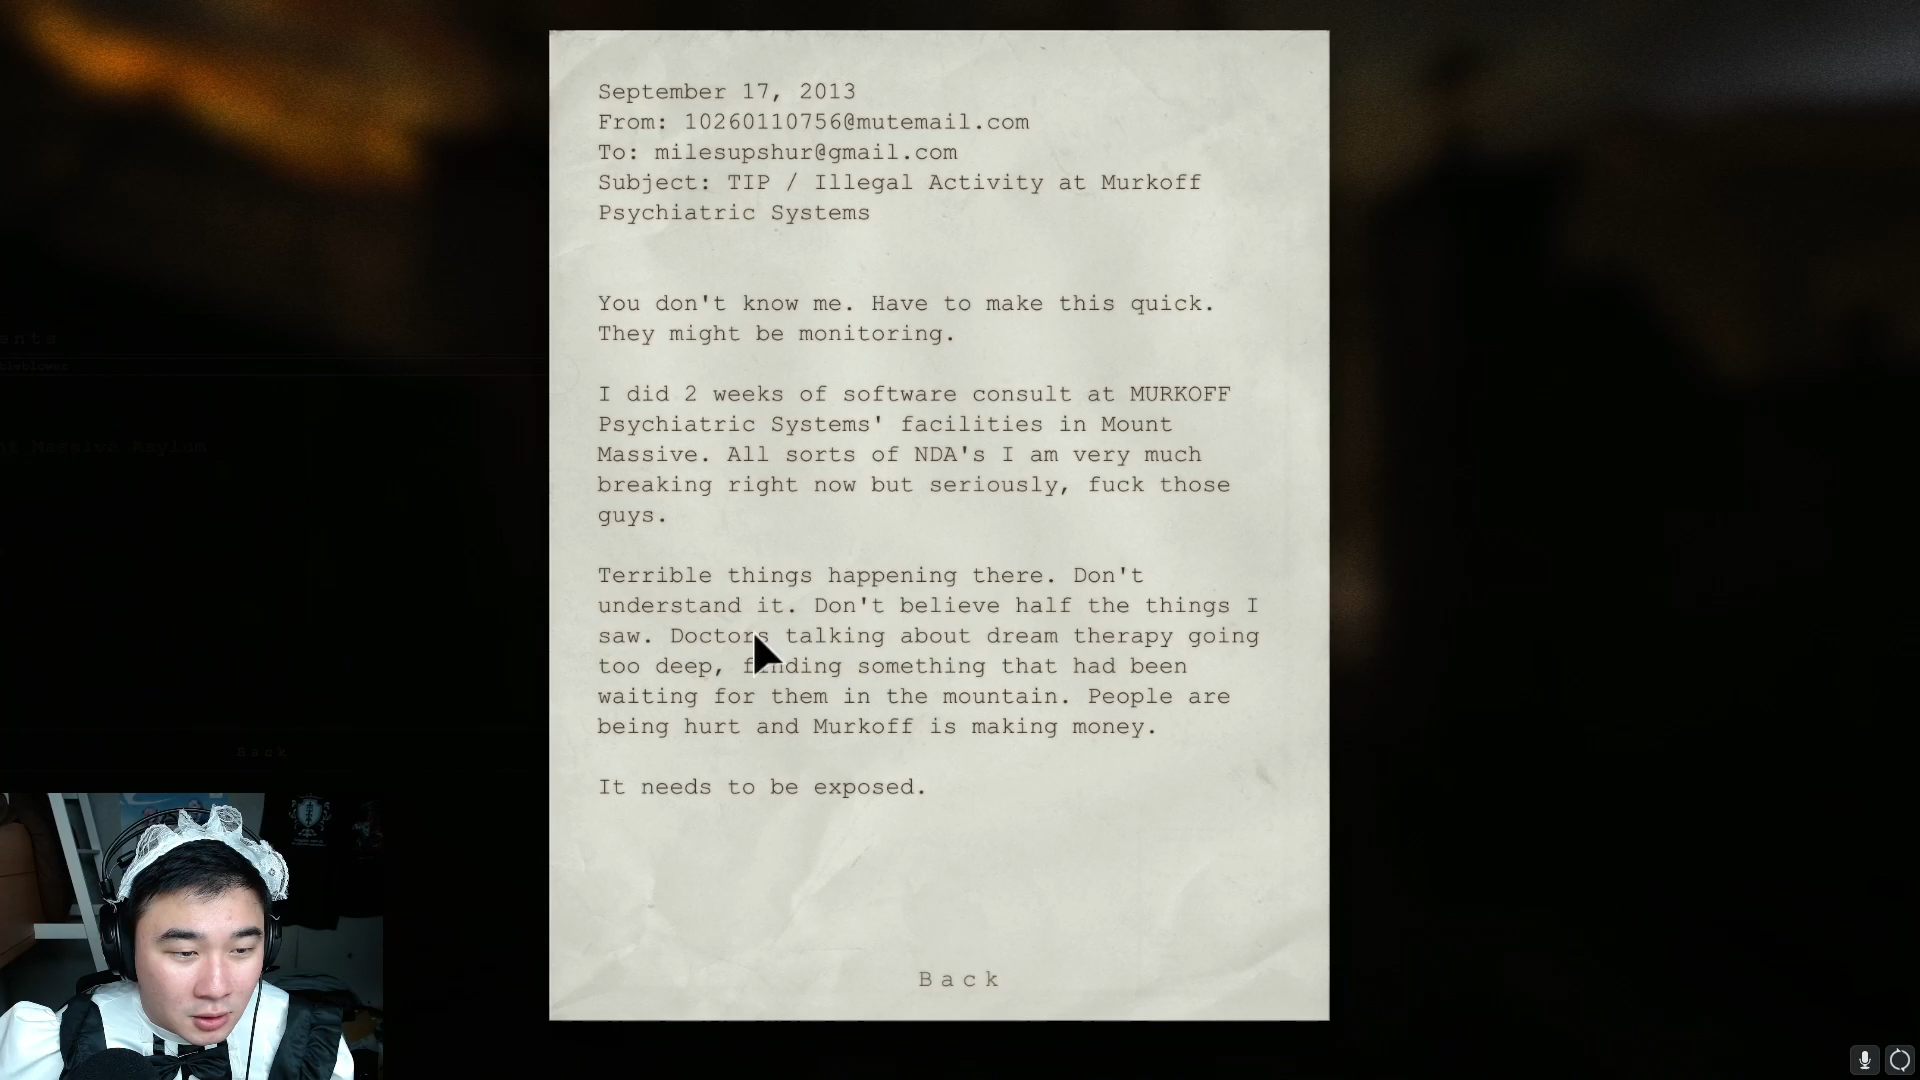 September 17, 2013
From: 10260110756@mutemail.com
To: milesupshur@gmail.com
Subject: TIP / Illegal Activity at Murkoff
Psychiatric Systems
You don't know me. Have to make this quick.
They might be monitoring.
I did 2 weeks of software consult at MURKOFF
Psychiatric Systems' facilities in Mount
Massive. All sorts of NDA's I am very much
breaking right now but seriously, fuck those
guys.
Terrible things happening there. Don't
understand it. Don't believe half the things I
saw. Doctors talking about dream therapy going
too deep, finding something that had been
waiting for them in the mountain. People are
being hurt and Murkoff is making money.
It needs to be exposed.
Back
Back